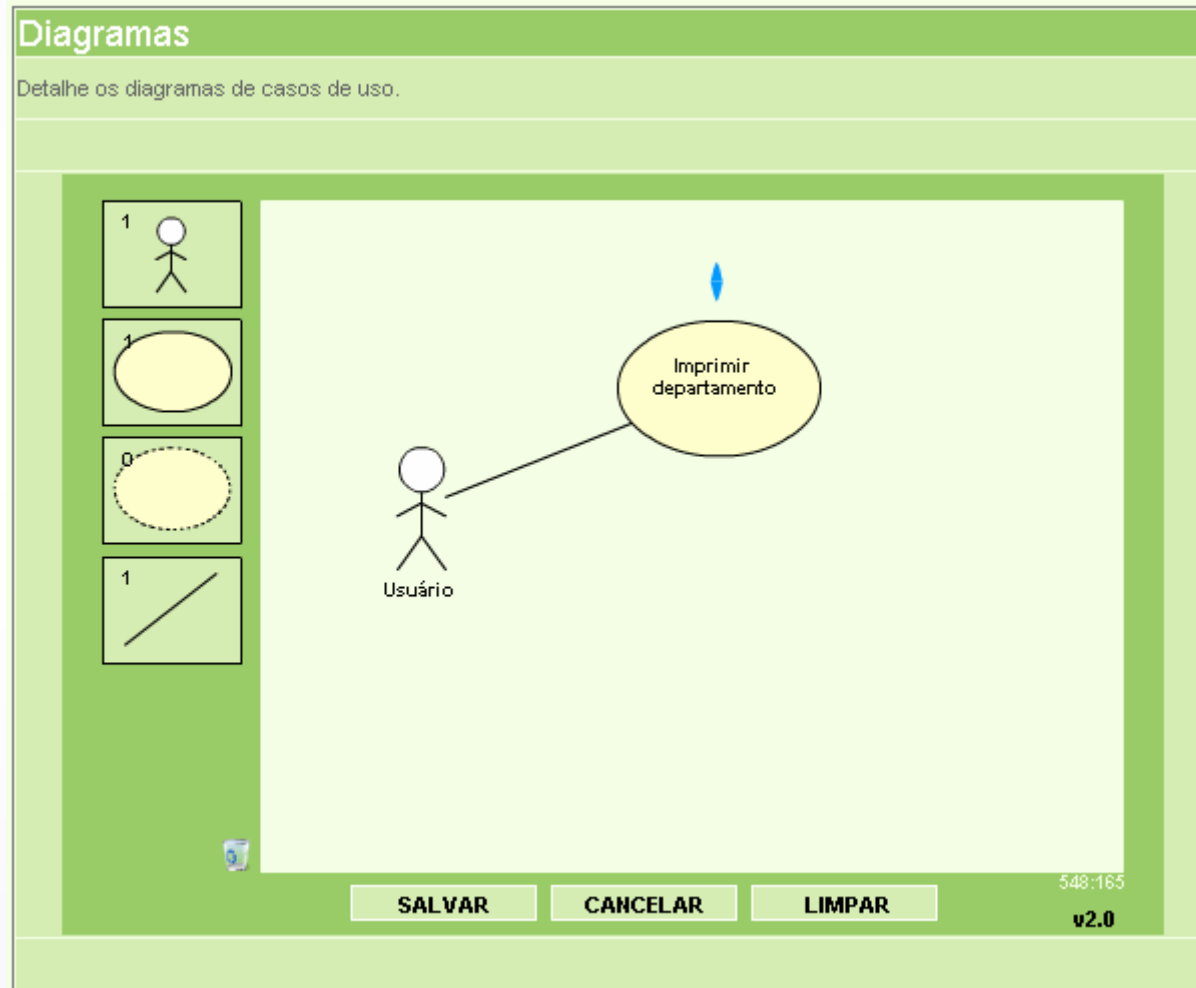 Diagramas
Detalhe os diagramas de casos de uso.
1
1
0
1
Imprimir
departamento
Usuário
548:165
SALVAR CANCELAR LIMPAR
v2.0